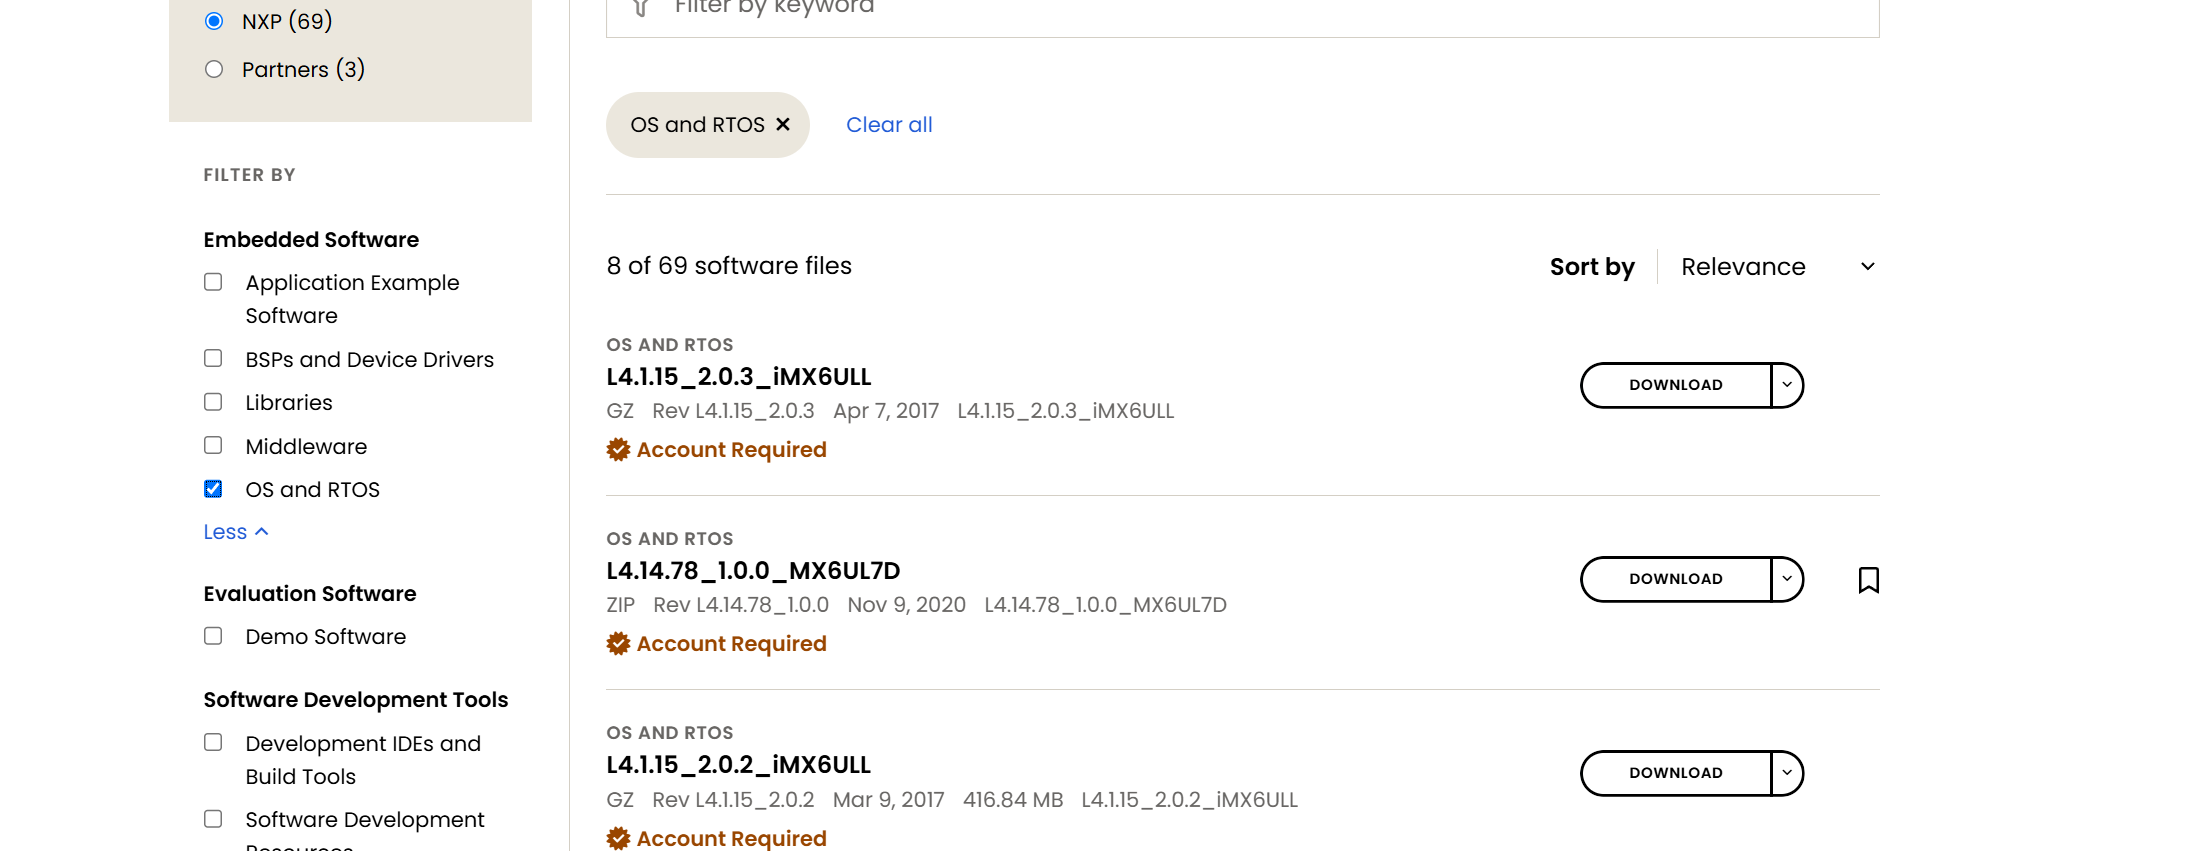 NXP (69)
Partners (3)
FILTER BY
Embedded Software
Application Example
Software
BSPs and Device Drivers
Libraries
Middleware
OS and RTOS
Less
Evaluation Software
Demo Software
Software Development Tools
Development IDEs and
Build Tools
Software Development
Resources
Filter by keyword
OS and RTOS
Clear all
8 of 69 software files
Sort by
Relevance
OS AND RTOS
L4.1.15_2.0.3_iMX6ULL
GZ Rev L4.1.15_2.0.3 Apr 7, 2017 L4.1.15_2.0.3_iMX6ULL
Account Required
DOWNLOAD
OS AND RTOS
L4.14.78_1.0.0_MX6UL7D
ZIP Rev L4.14.78_1.0.0 Nov 9, 2020 L4.14.78_1.0.0_MX6UL7D
Account Required
DOWNLOAD
OS AND RTOS
L4.1.15_2.0.2_iMX6ULL
GZ Rev L4.1.15_2.0.2 Mar 9, 2017 416.84 MB L4.1.15_2.0.2_iMX6ULL
Account Required
DOWNLOAD